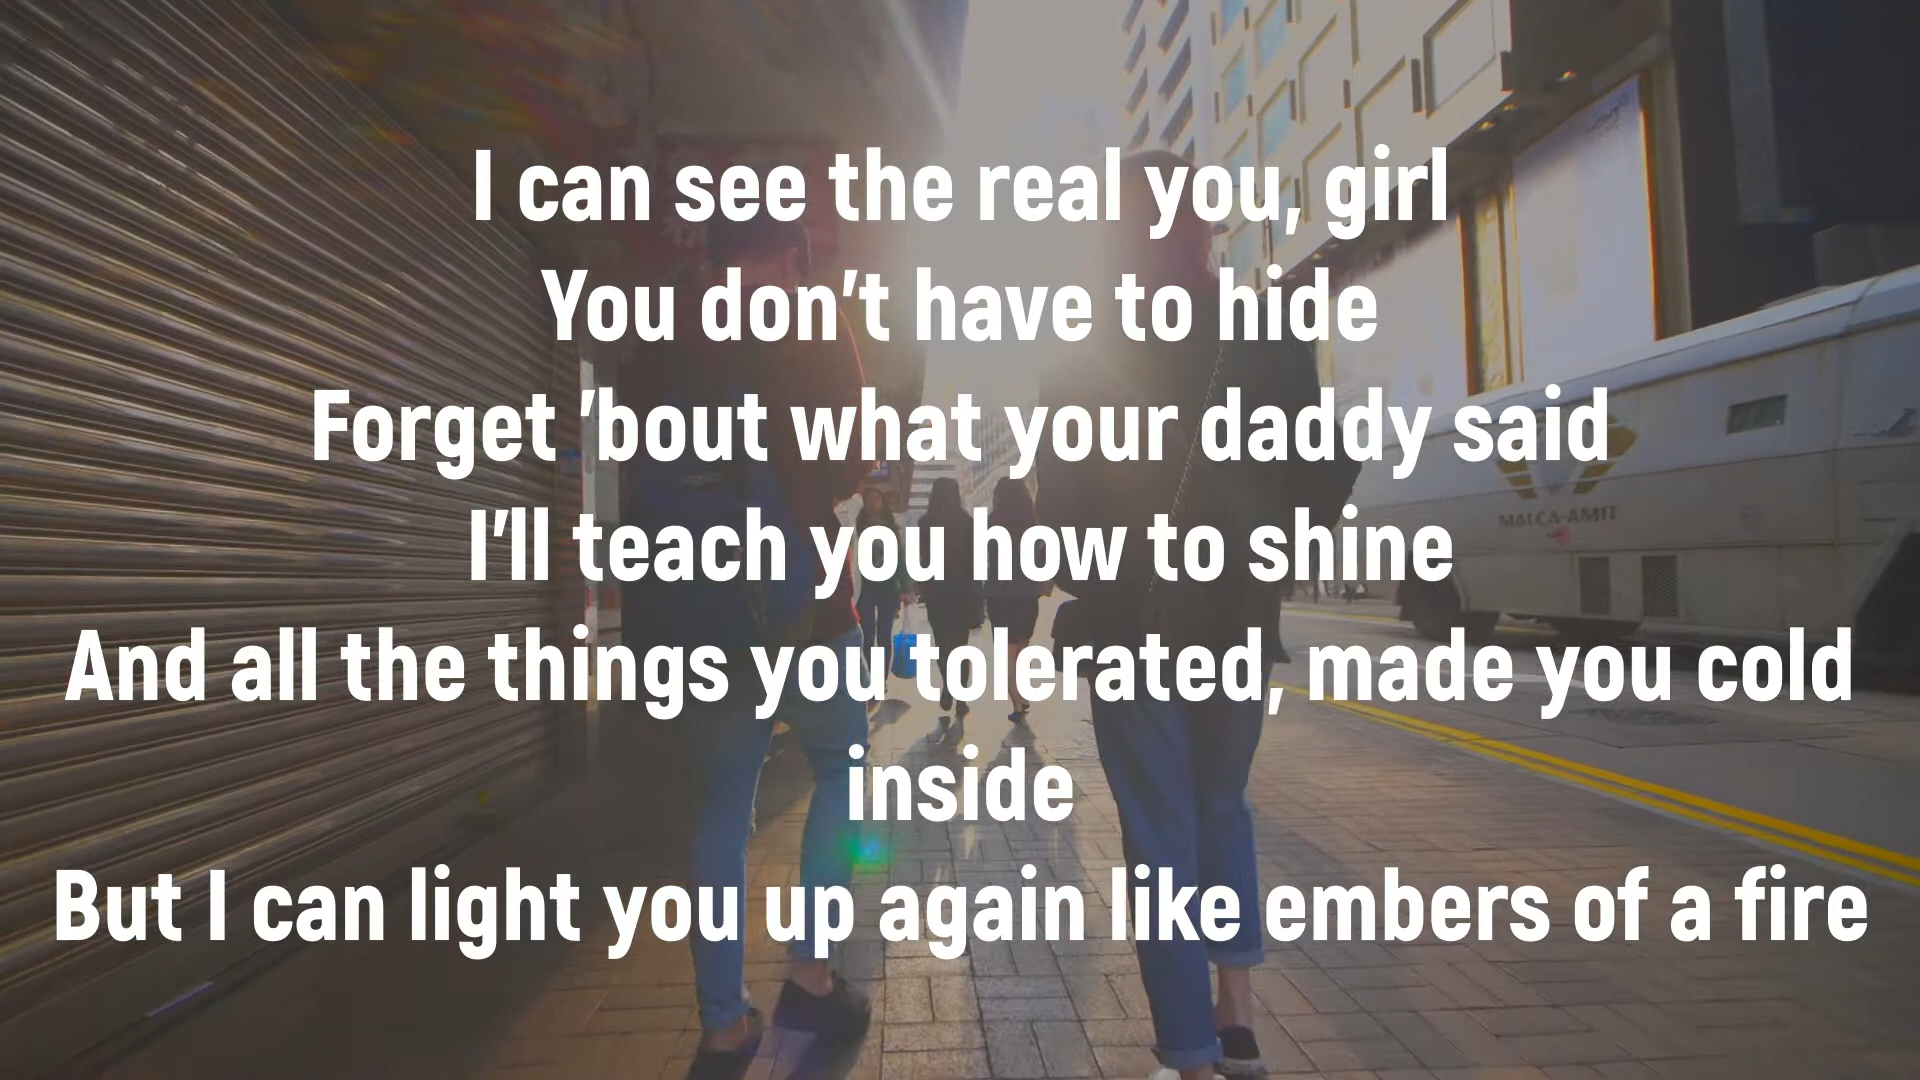 I can see the real you, girl
You don't have to hide
Forget 'bout what your daddy said
I'll teach you how to shine
And all the things you tolerated, made you cold
inside
But I can light you up again like embers of a fire
MALCA-AMIT